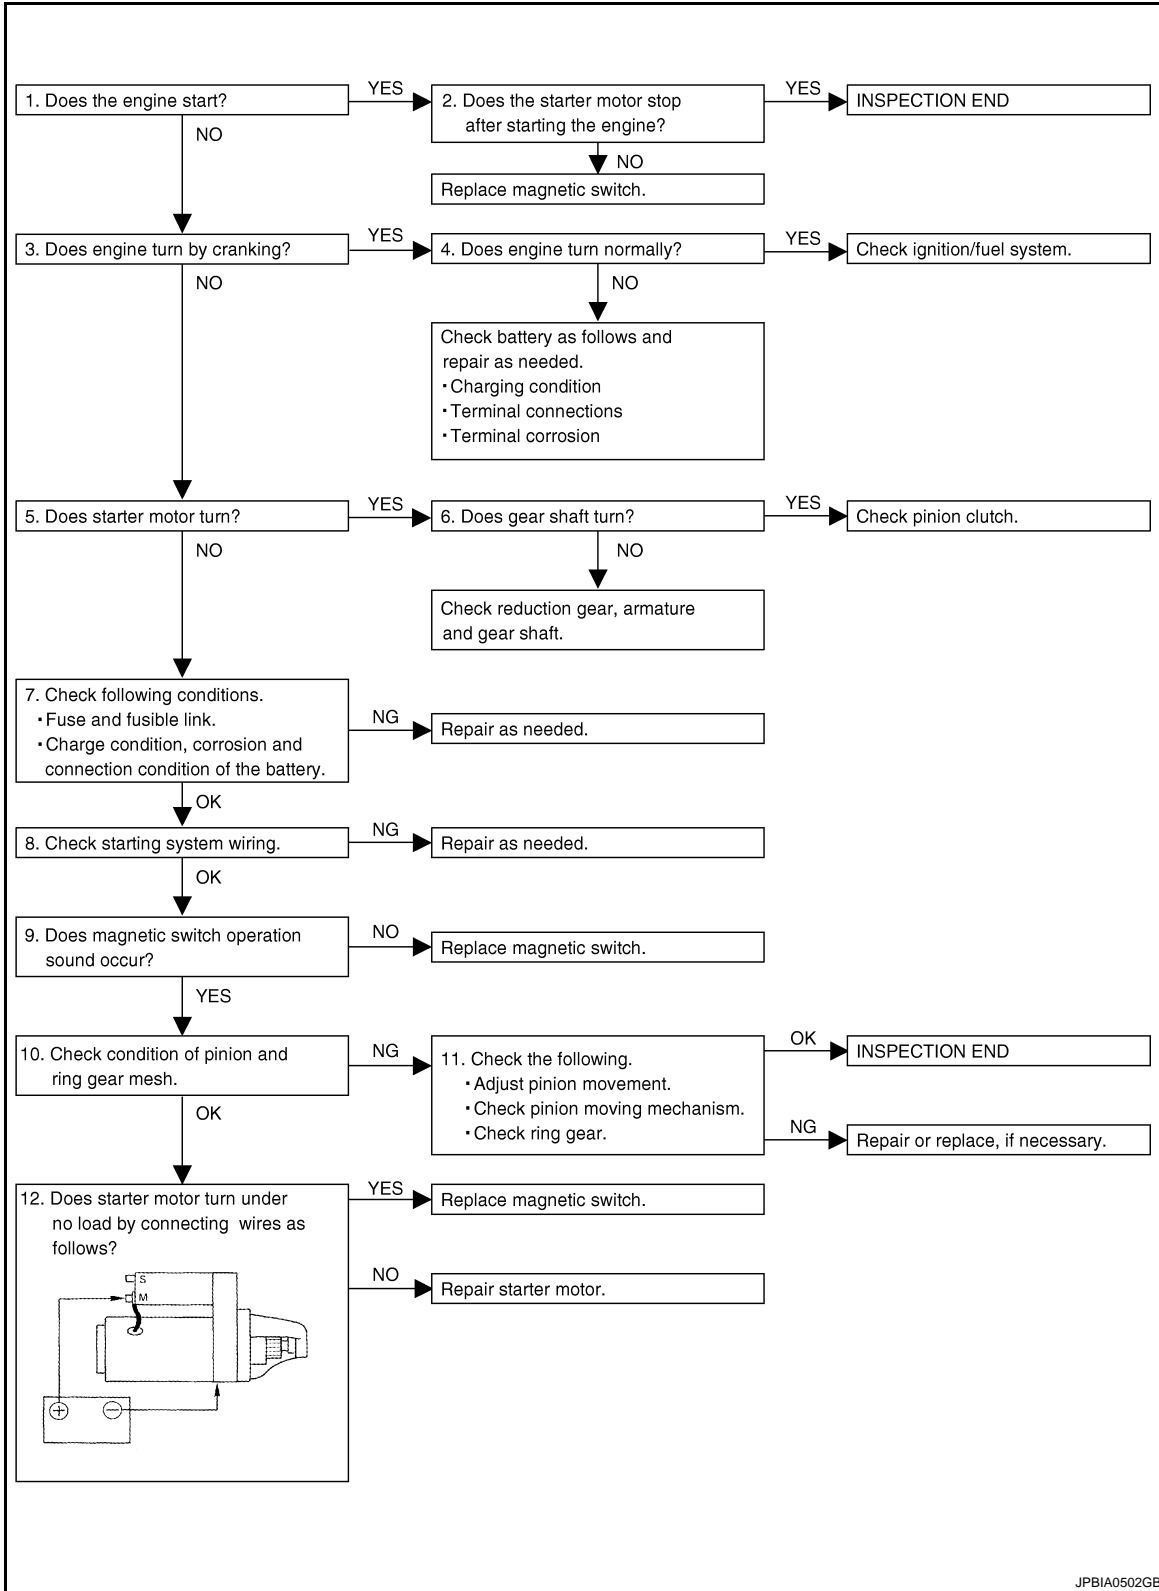 1. Does the engine start?
YES
2. Does the starter motor stop
after starting the engine?
YES
INSPECTION END
NO
NO
Replace magnetic switch.
3. Does engine turn by cranking?
YES
4. Does engine turn normally?
YES
Check ignition/fuel system.
NO
NO
Check battery as follows and
repair as needed.
・Charging condition
・Terminal connections
・Terminal corrosion
5. Does starter motor turn?
YES
6. Does gear shaft turn?
YES
Check pinion clutch.
NO
NO
Check reduction gear, armature
and gear shaft.
7. Check following conditions.
・Fuse and fusible link.
・Charge condition, corrosion and
connection condition of the battery.
NG
Repair as needed.
OK
8. Check starting system wiring.
NG
Repair as needed.
OK
9. Does magnetic switch operation
sound occur?
NO
Replace magnetic switch.
YES
10. Check condition of pinion and
ring gear mesh.
NG
11. Check the following.
・Adjust pinion movement.
・Check pinion moving mechanism.
・Check ring gear.
OK
INSPECTION END
NG
Repair or replace, if necessary.
OK
12. Does starter motor turn under
no load by connecting wires as
follows?
YES
Replace magnetic switch.
NO
Repair starter motor.
S
M
+
−
JPBIA0502GB